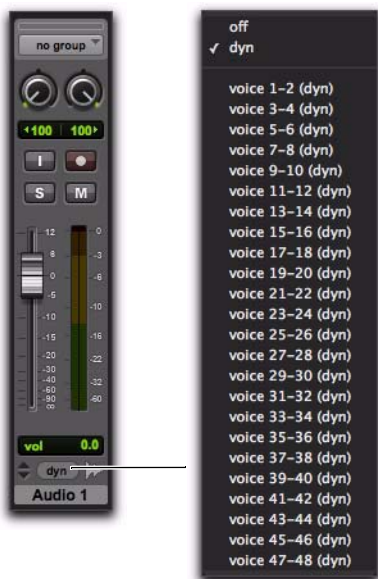 no group
◂100 100▸
I
S M
12 0
6 -3
0 -6
-5
-10 -10
-15 -16
-20 -22
-30
-40 -32
-60
-90 -60
∞
vol 0.0
dyn
Audio 1
off
✓ dyn
voice 1–2 (dyn)
voice 3–4 (dyn)
voice 5–6 (dyn)
voice 7–8 (dyn)
voice 9–10 (dyn)
voice 11–12 (dyn)
voice 13–14 (dyn)
voice 15–16 (dyn)
voice 17–18 (dyn)
voice 19–20 (dyn)
voice 21–22 (dyn)
voice 23–24 (dyn)
voice 25–26 (dyn)
voice 27–28 (dyn)
voice 29–30 (dyn)
voice 31–32 (dyn)
voice 33–34 (dyn)
voice 35–36 (dyn)
voice 37–38 (dyn)
voice 39–40 (dyn)
voice 41–42 (dyn)
voice 43–44 (dyn)
voice 45–46 (dyn)
voice 47–48 (dyn)